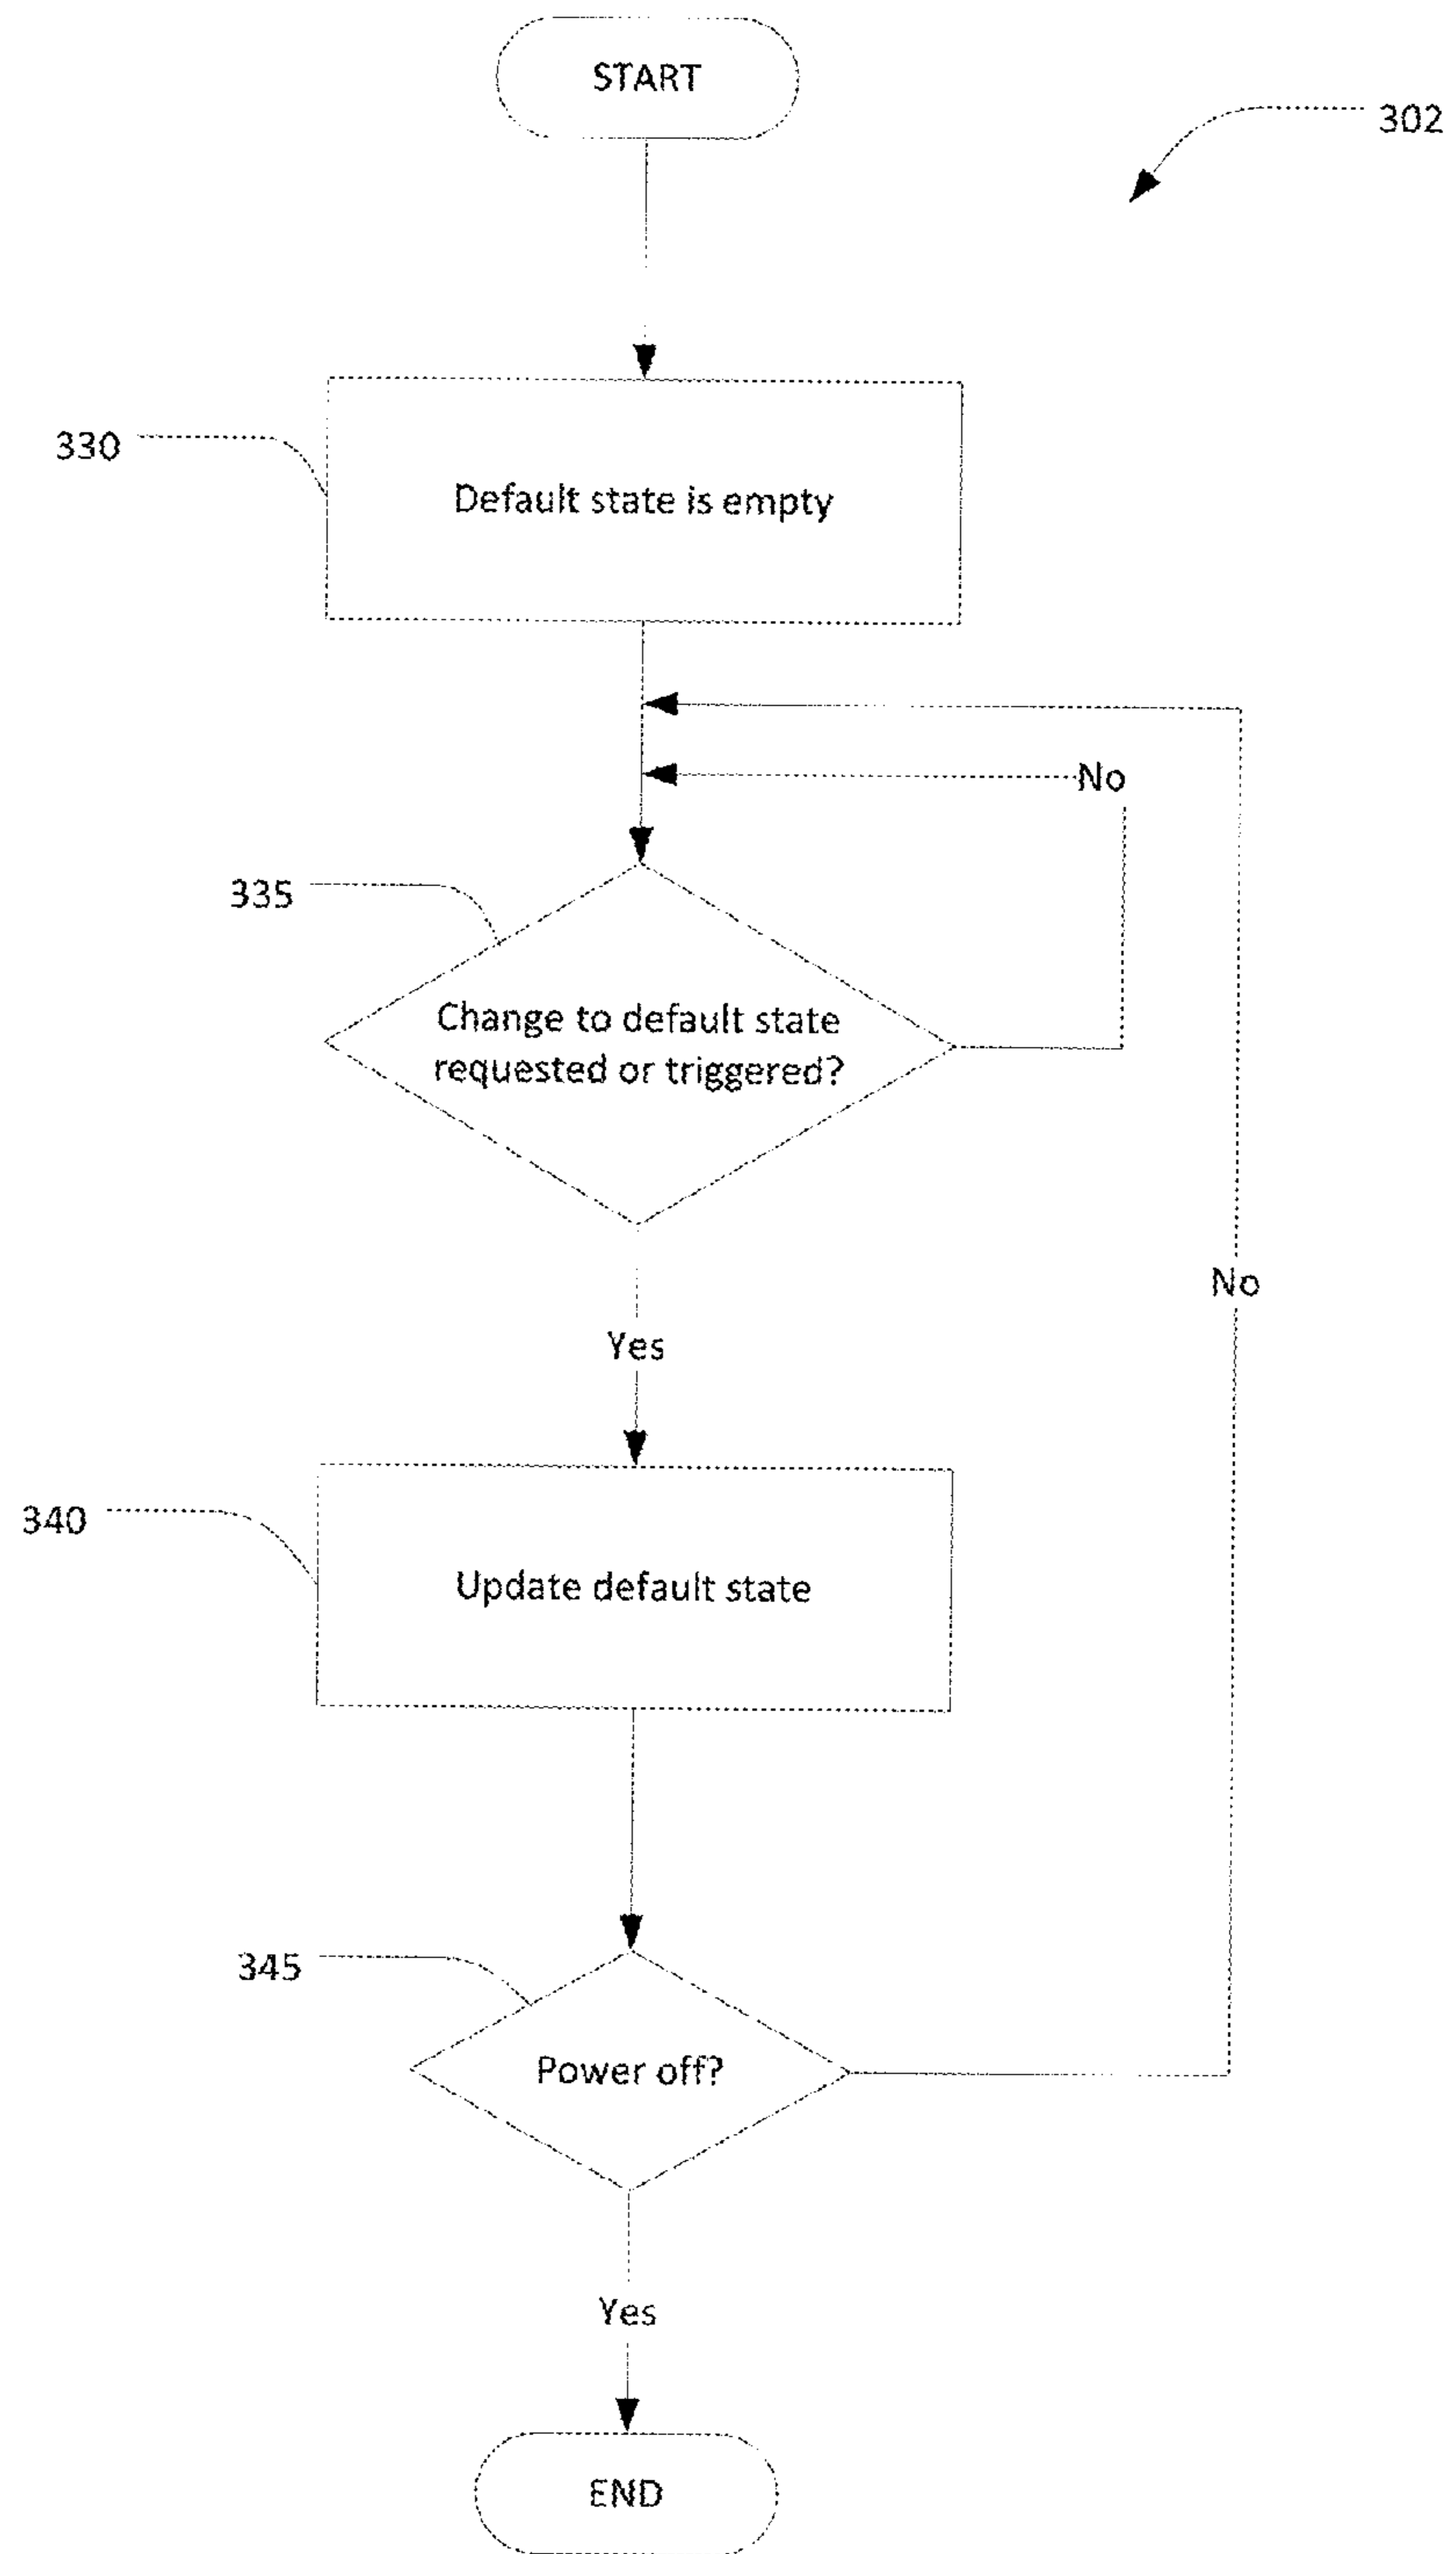 START
302
330
Default state is empty
No
335
Change to default state
requested or triggered?
No
Yes
340
Update default state
345
Power off?
Yes
END